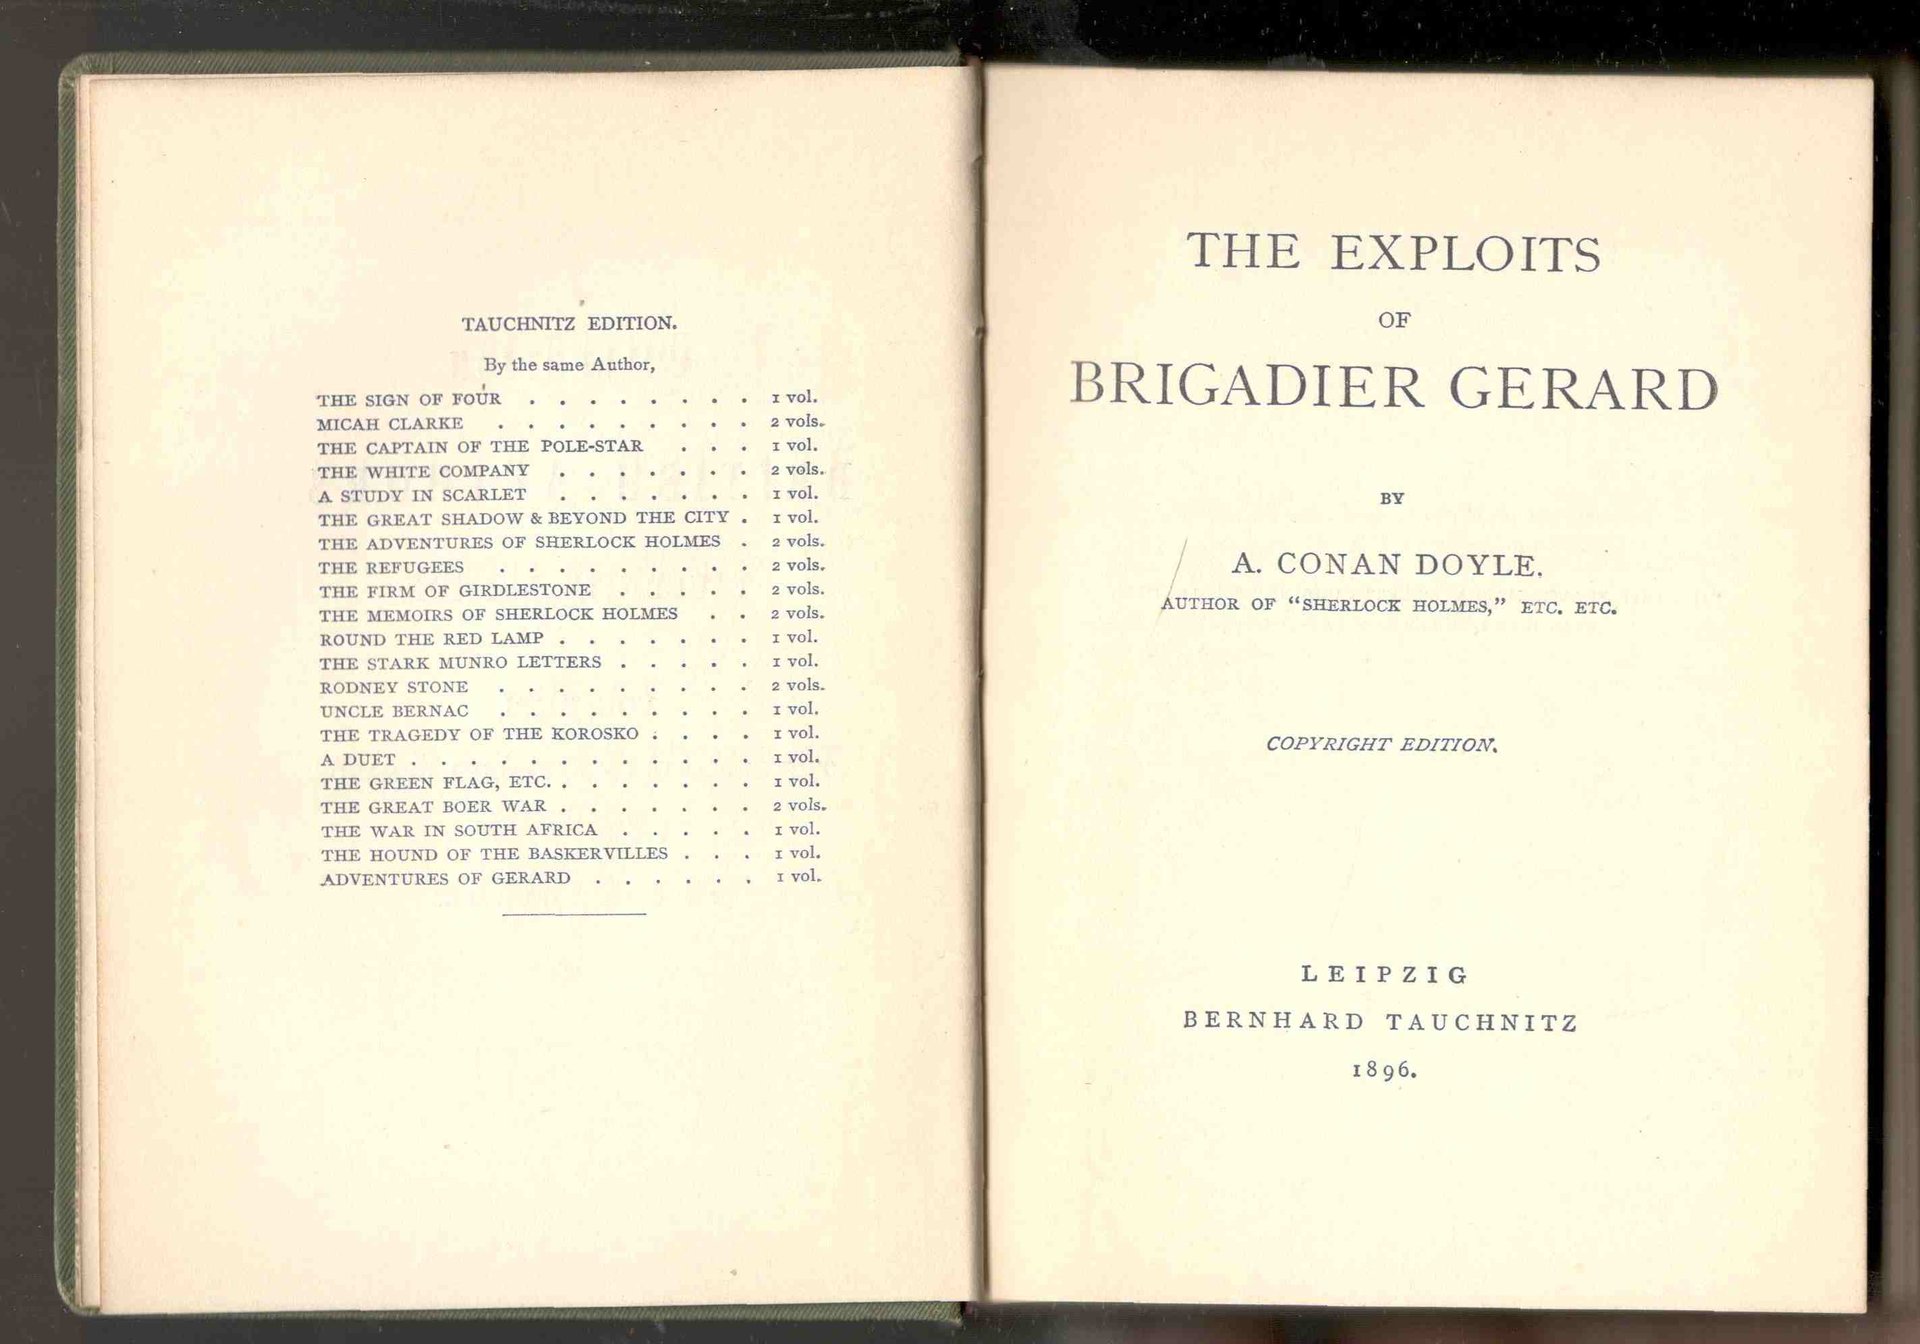 TAUCHNITZ EDITION.
By the same Author,
THE SIGN OF FOUR . . . . . . . . 1 vol.
MICAH CLARKE . . . . . . . . . 2 vols.
THE CAPTAIN OF THE POLE-STAR . . . 1 vol.
THE WHITE COMPANY . . . . . . . 2 vols.
A STUDY IN SCARLET . . . . . . . 1 vol.
THE GREAT SHADOW & BEYOND THE CITY . 1 vol.
THE ADVENTURES OF SHERLOCK HOLMES . 2 vols.
THE REFUGEES . . . . . . . . . 2 vols.
THE FIRM OF GIRDLESTONE . . . . . 2 vols.
THE MEMOIRS OF SHERLOCK HOLMES . . 2 vols.
ROUND THE RED LAMP . . . . . . . 1 vol.
THE STARK MUNRO LETTERS . . . . . 1 vol.
RODNEY STONE . . . . . . . . . 2 vols.
UNCLE BERNAC . . . . . . . . . 1 vol.
THE TRAGEDY OF THE KOROSKO . . . . 1 vol.
A DUET . . . . . . . . . . . . 1 vol.
THE GREEN FLAG, ETC. . . . . . . . 1 vol.
THE GREAT BOER WAR . . . . . . . 2 vols.
THE WAR IN SOUTH AFRICA . . . . . 1 vol.
THE HOUND OF THE BASKERVILLES . . . 1 vol.
ADVENTURES OF GERARD . . . . . . 1 vol.
THE EXPLOITS
OF
BRIGADIER GERARD
BY
A. CONAN DOYLE.
AUTHOR OF "SHERLOCK HOLMES," ETC. ETC.
COPYRIGHT EDITION.
LEIPZIG
BERNHARD TAUCHNITZ
1896.